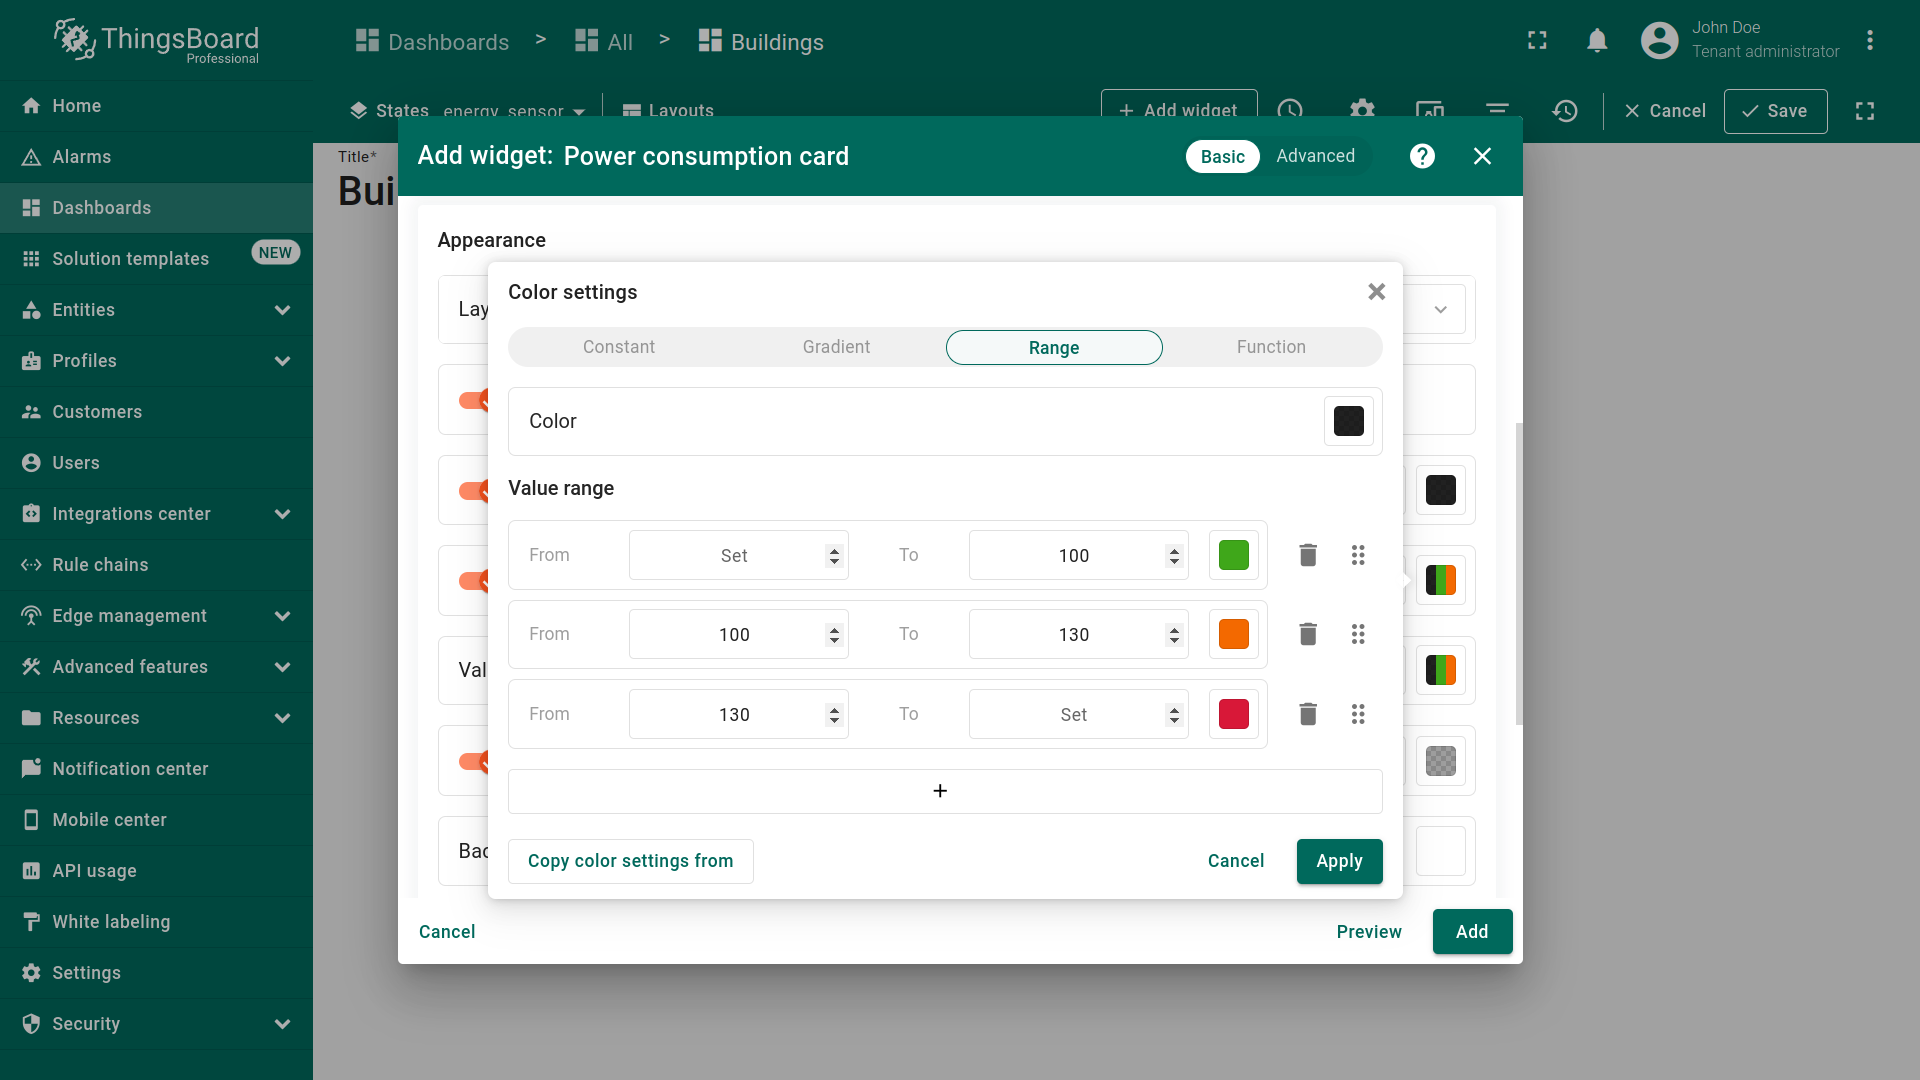 ThingsBoard
Professional
Dashboards > All > Buildings
John Doe
Tenant administrator
Home
Alarms
Dashboards
Solution templates NEW
Entities
Profiles
Customers
Users
Integrations center
Rule chains
Edge management
Advanced features
Resources
Notification center
Mobile center
API usage
White labeling
Settings
Security
States energy_sensor Layouts + Add widget Cancel Save
Title*
Bui
Add widget: Power consumption card Basic Advanced
Appearance
Lay
Color settings
Constant Gradient Range Function
Color
Value range
From Set To 100
From 100 To 130
Val
From 130 To Set
+
Bac
Copy color settings from Cancel Apply
Cancel Preview Add